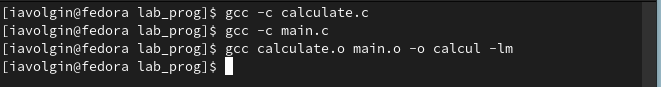 [iavolgin@fedora lab_prog]$ gcc -c calculate.c
[iavolgin@fedora lab_prog]$ gcc -c main.c
[iavolgin@fedora lab_prog]$ gcc calculate.o main.o -o calcul -lm
[iavolgin@fedora lab_prog]$